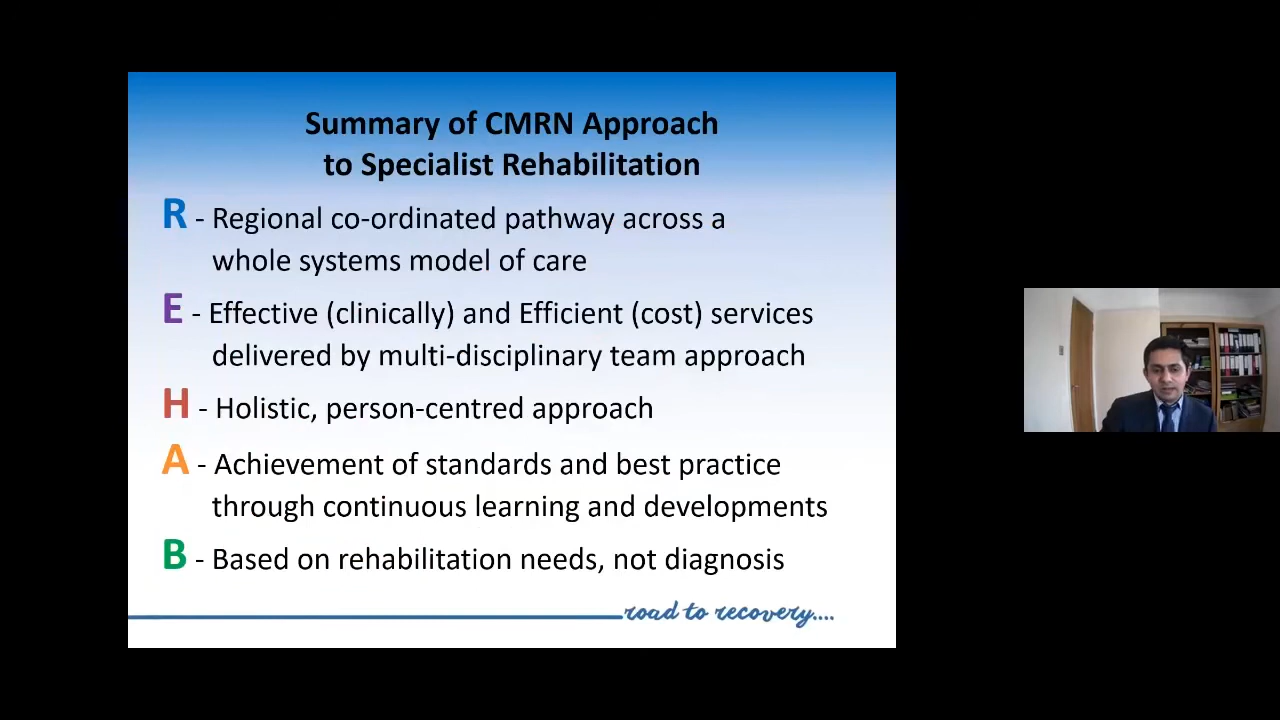 Summary of CMRN Approach
to Specialist Rehabilitation
R - Regional co-ordinated pathway across a
whole systems model of care
E - Effective (clinically) and Efficient (cost) services
delivered by multi-disciplinary team approach
H - Holistic, person-centred approach
A - Achievement of standards and best practice
through continuous learning and developments
B - Based on rehabilitation needs, not diagnosis
road to recovery....